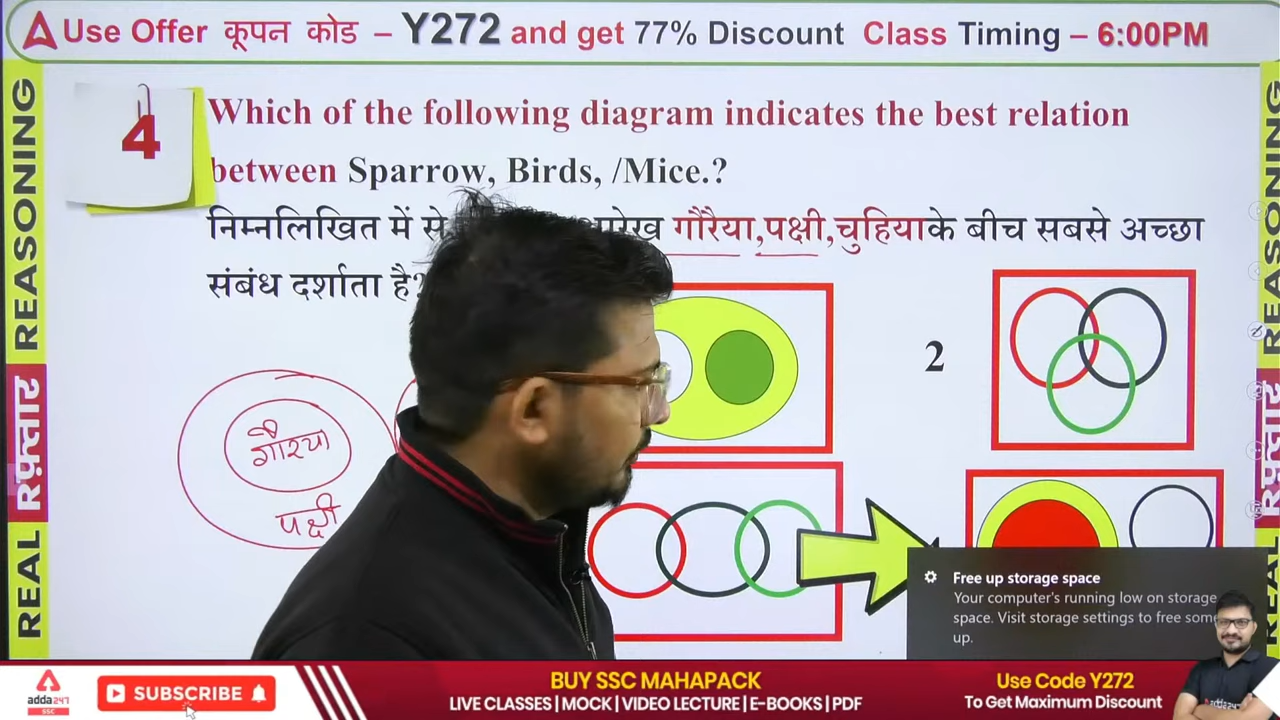 Use Offer कूपन कोड – Y272 and get 77% Discount Class Timing – 6:00PM
REAL रफ़्तार REASONING
4
Which of the following diagram indicates the best relation
between Sparrow, Birds, /Mice.?
निम्नलिखित में से गौरैया,पक्षी,चुहियाके बीच सबसे अच्छा
संबंध दर्शाता है?
2
गौरैया
पक्षी
Free up storage space
Your computer's running low on storage
space. Visit storage settings to free some
up.
REASONING
रफ़्तार
adda247
SSC
SUBSCRIBE
BUY SSC MAHAPACK
LIVE CLASSES | MOCK | VIDEO LECTURE | E-BOOKS | PDF
Use Code Y272
To Get Maximum Discount